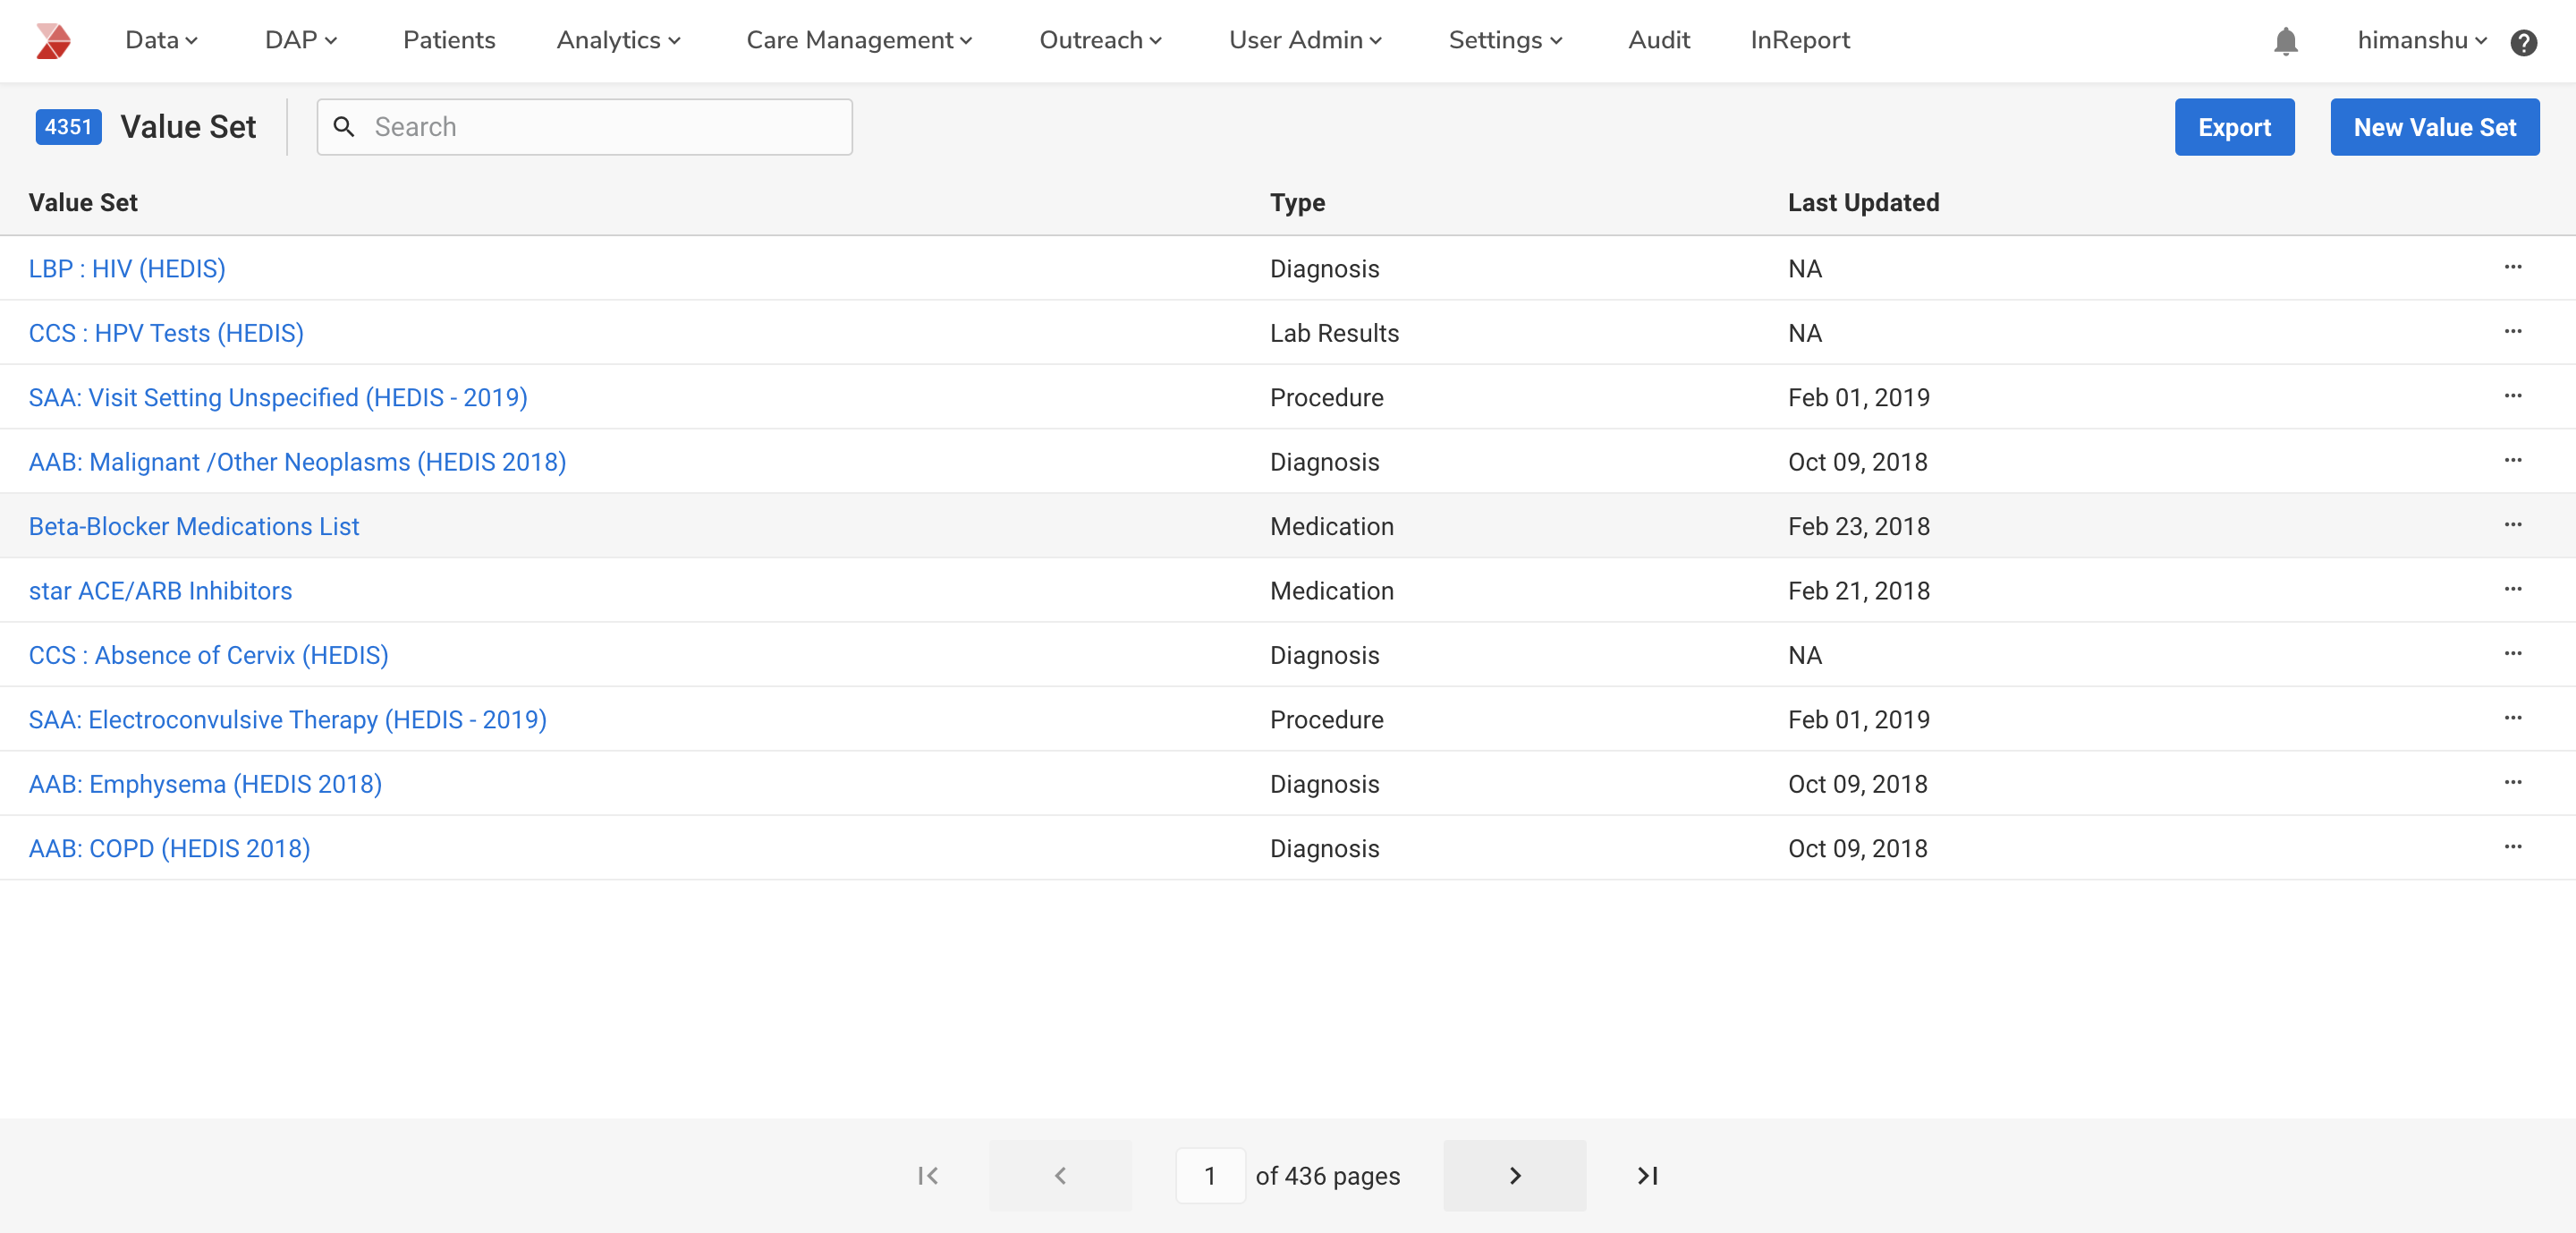 Data DAP Patients Analytics Care Management Outreach User Admin Settings Audit InReport himanshu ?
4351 Value Set Search Export New Value Set
Value Set Type Last Updated
LBP : HIV (HEDIS) Diagnosis NA
CCS : HPV Tests (HEDIS) Lab Results NA
SAA: Visit Setting Unspecified (HEDIS - 2019) Procedure Feb 01, 2019
AAB: Malignant /Other Neoplasms (HEDIS 2018) Diagnosis Oct 09, 2018
Beta-Blocker Medications List Medication Feb 23, 2018
star ACE/ARB Inhibitors Medication Feb 21, 2018
CCS : Absence of Cervix (HEDIS) Diagnosis NA
SAA: Electroconvulsive Therapy (HEDIS - 2019) Procedure Feb 01, 2019
AAB: Emphysema (HEDIS 2018) Diagnosis Oct 09, 2018
AAB: COPD (HEDIS 2018) Diagnosis Oct 09, 2018
1 of 436 pages